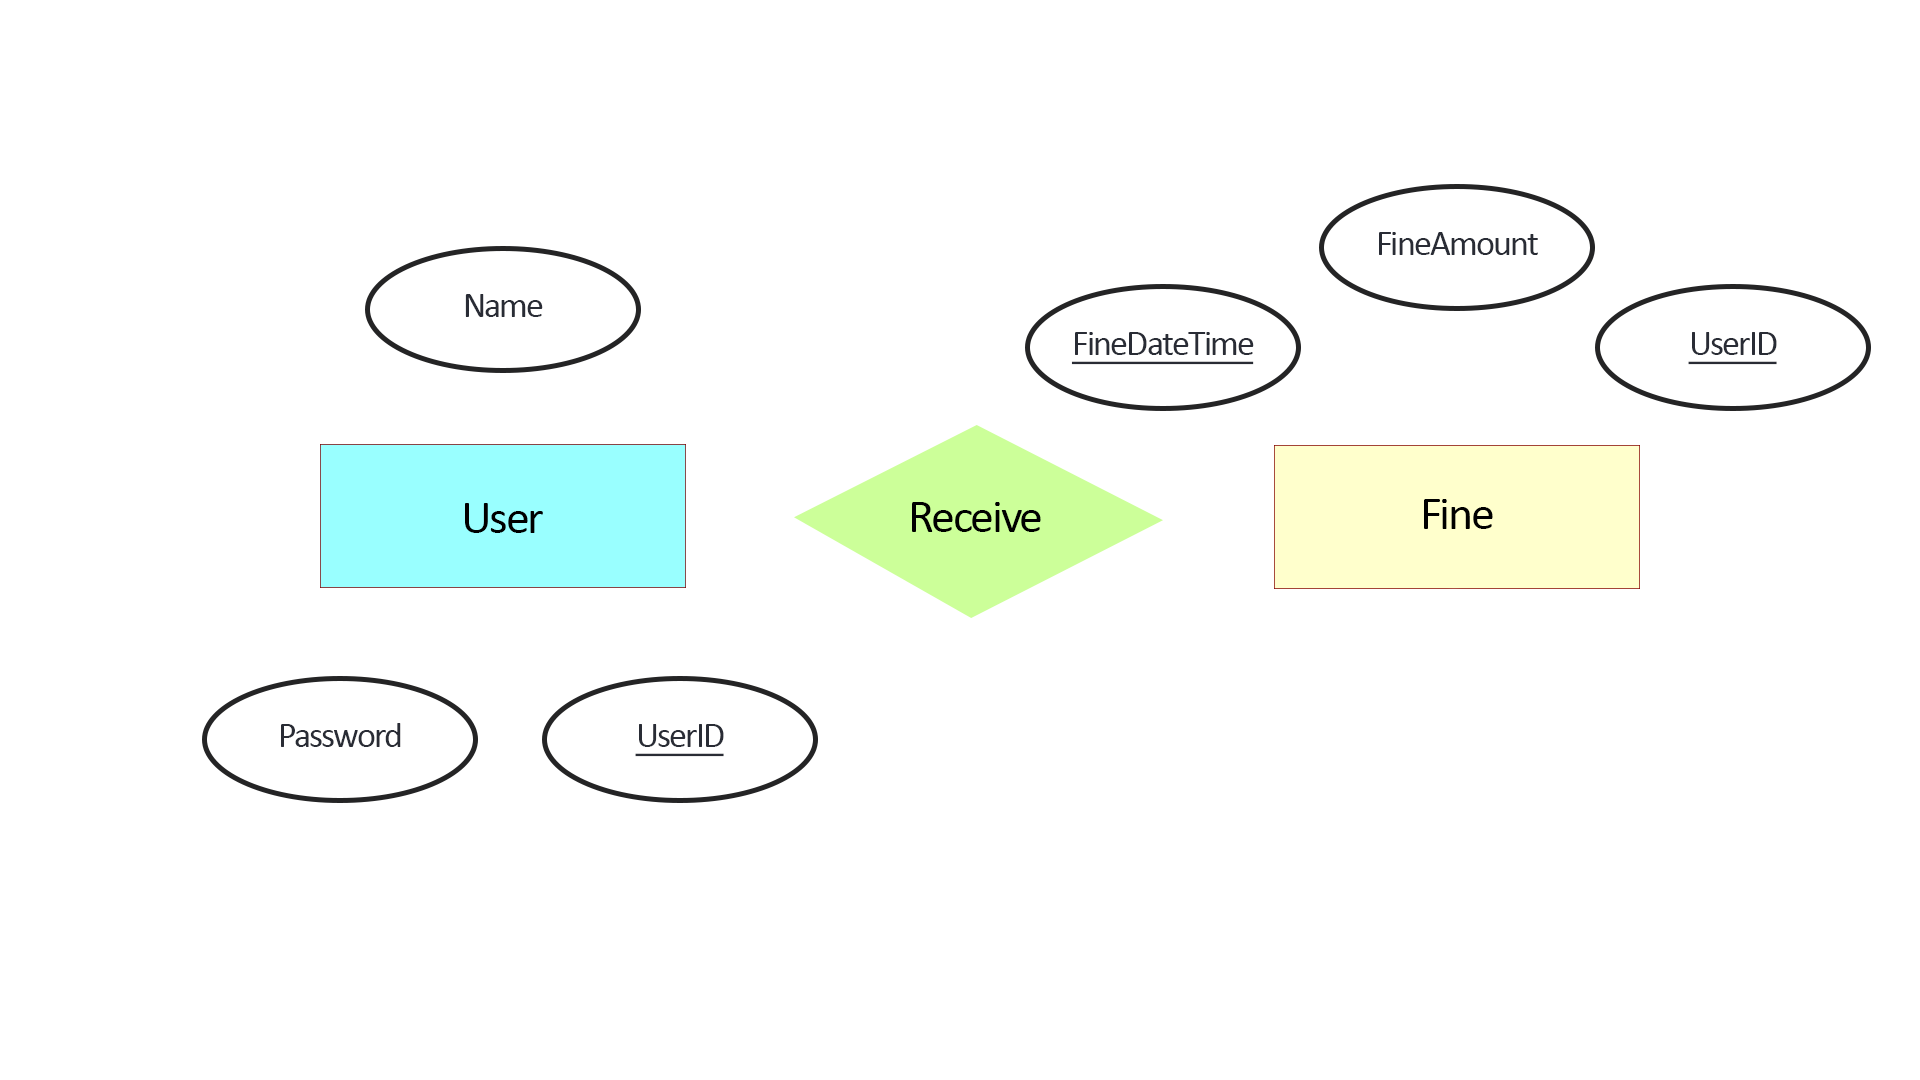 FineAmount
Name
FineDateTime
UserID
User
Receive
Fine
Password
UserID